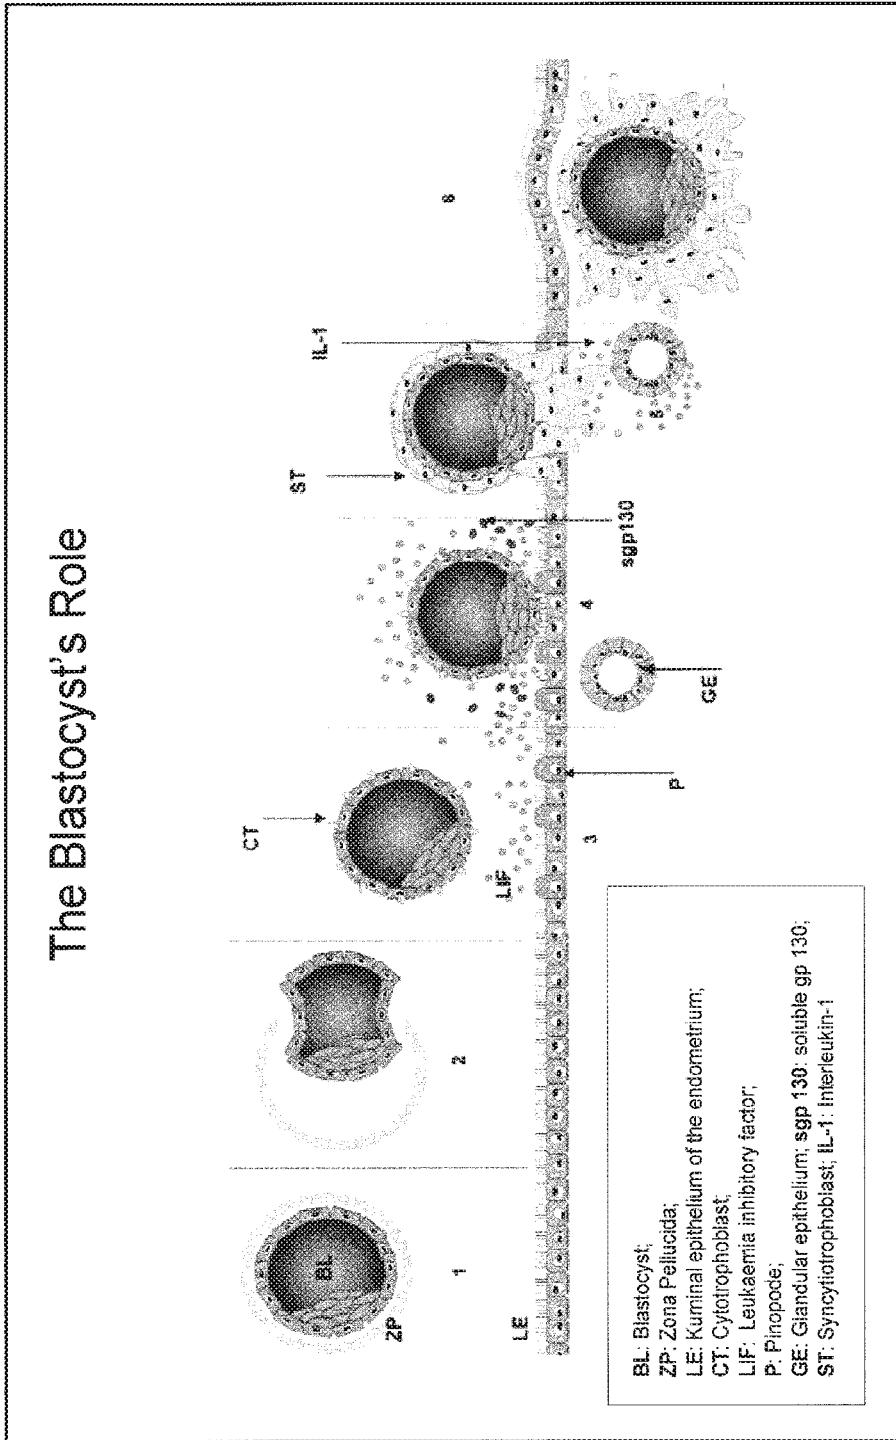 The Blastocyst's Role
BL
ZP
LE
1
2
CT
LIF
3
P
GE
4
sgp130
ST
IL-1
5
6
BL: Blastocyst;
ZP: Zona Pellucida;
LE: Kuminal epithelium of the endometrium;
CT: Cytotrophoblast;
LIF: Leukaemia inhibitory factor;
P: Pinopode;
GE: Glandular epithelium; sgp 130: soluble gp 130;
ST: Syncytiotrophoblast; IL-1: Interleukin-1